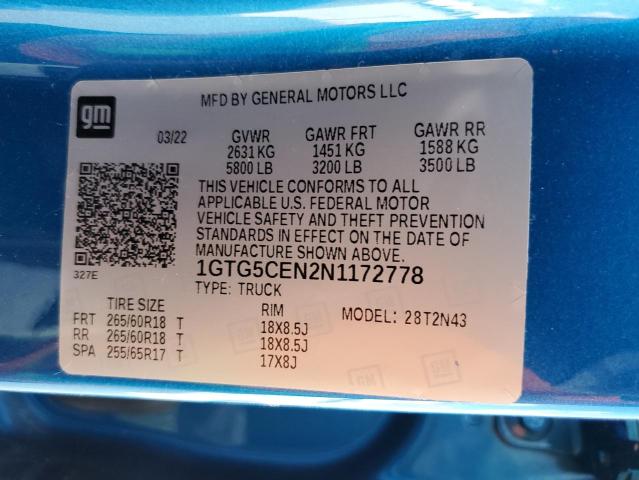 gm
MFD BY GENERAL MOTORS LLC
03/22 GVWR GAWR FRT GAWR RR
2631 KG 1451 KG 1588 KG
5800 LB 3200 LB 3500 LB
THIS VEHICLE CONFORMS TO ALL
APPLICABLE U.S. FEDERAL MOTOR
VEHICLE SAFETY AND THEFT PREVENTION
STANDARDS IN EFFECT ON THE DATE OF
MANUFACTURE SHOWN ABOVE.
327E
1GTG5CEN2N1172778
TYPE: TRUCK
TIRE SIZE RIM MODEL: 28T2N43
FRT 265/60R18 T 18X8.5J
RR 265/60R18 T 18X8.5J
SPA 255/65R17 T 17X8J